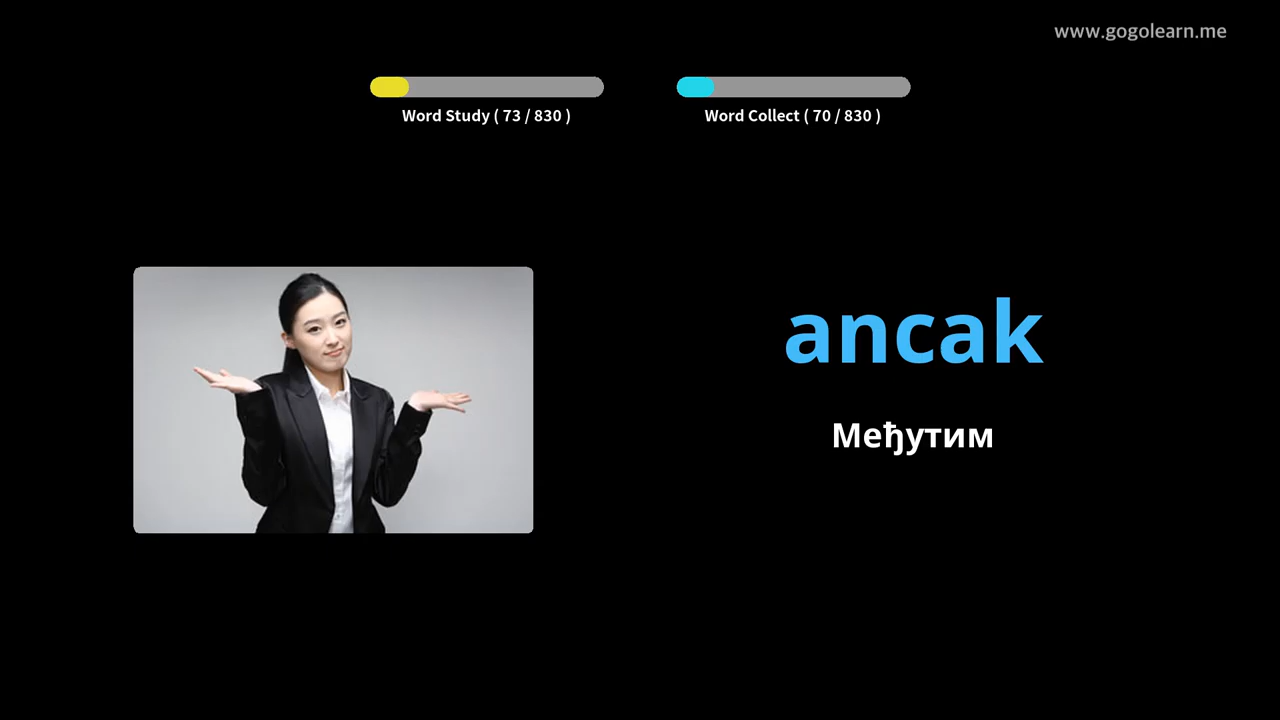 www.gogolearn.me
Word Study ( 73 / 830 )
Word Collect ( 70 / 830 )
ancak
Међутим